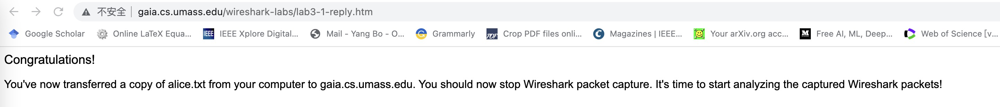 不安全 gaia.cs.umass.edu/wireshark-labs/lab3-1-reply.htm
Google Scholar Online LaTeX Equa... IEEE IEEE Xplore Digital... Mail - Yang Bo - O... Grammarly PDF Crop PDF files onli... C Magazines | IEEE... Your arXiv.org acc... M Free AI, ML, Deep... Web of Science [v...
Congratulations!
You've now transferred a copy of alice.txt from your computer to gaia.cs.umass.edu. You should now stop Wireshark packet capture. It's time to start analyzing the captured Wireshark packets!